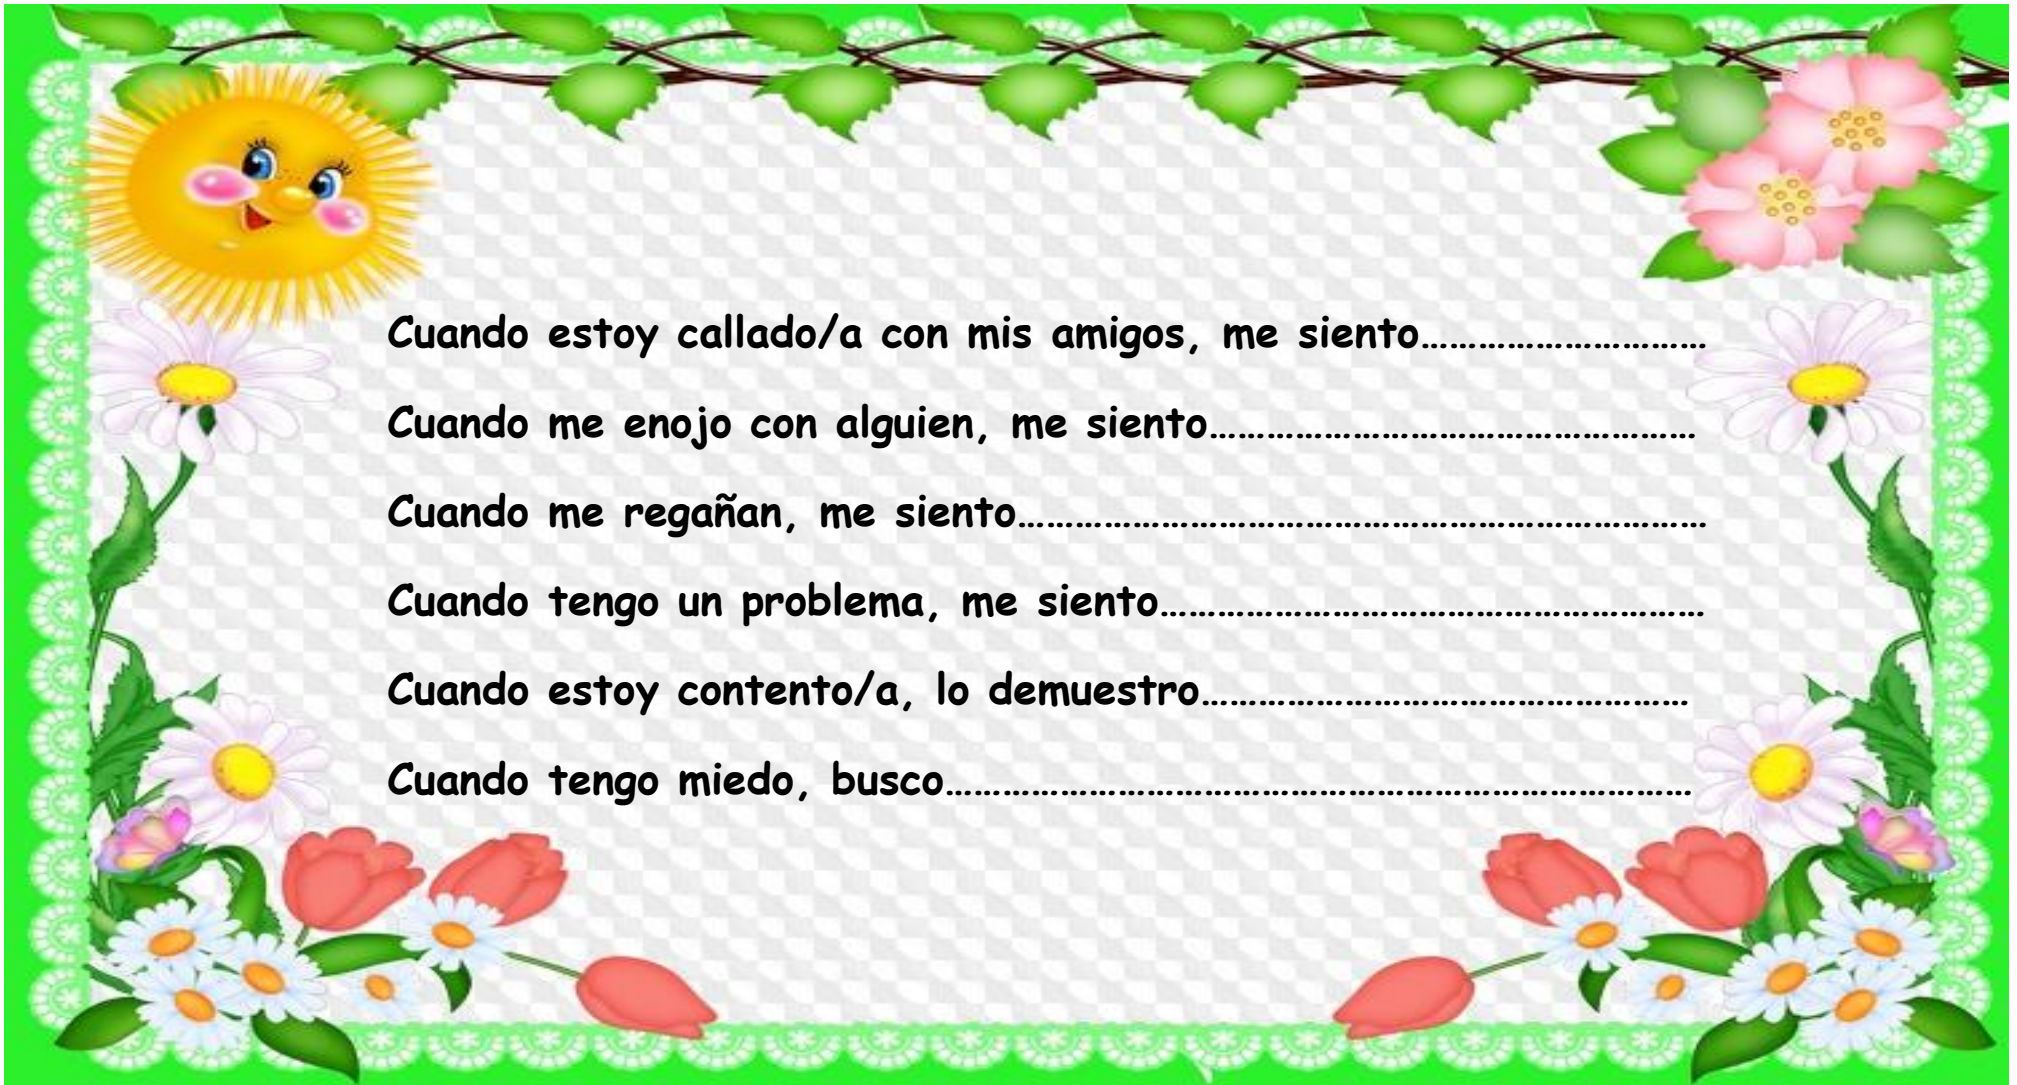 Cuando estoy callado/a con mis amigos, me siento…………………………
Cuando me enojo con alguien, me siento……………………………………………
Cuando me regañan, me siento………………………………………………………………
Cuando tengo un problema, me siento…………………………………………………
Cuando estoy contento/a, lo demuestro……………………………………………
Cuando tengo miedo, busco……………………………………………………………………